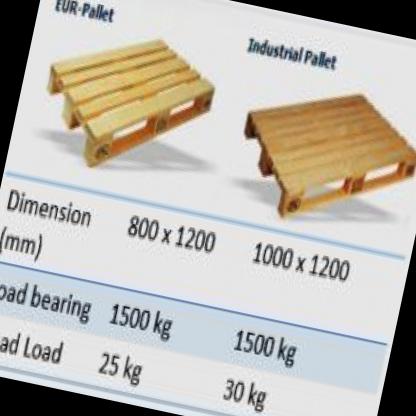 EUR-Pallet
Industrial Pallet
Dimension
(mm)
800 x 1200
1000 x 1200
oad bearing
1500 kg
1500 kg
ad Load
25 kg
30 kg